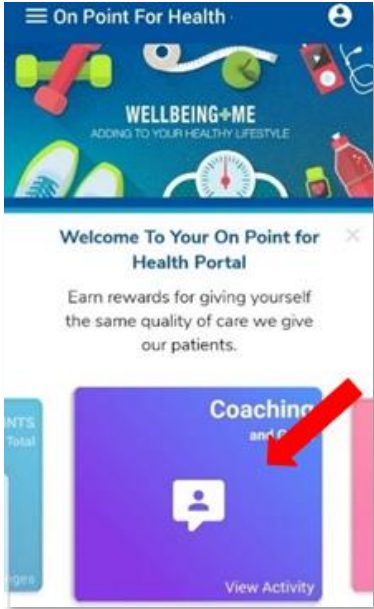 On Point For Health
WELLBEING+ME
ADDING TO YOUR HEALTHY LIFESTYLE
Welcome To Your On Point for
Health Portal
Earn rewards for giving yourself
the same quality of care we give
our patients.
Total
Coaching
and
View Activity